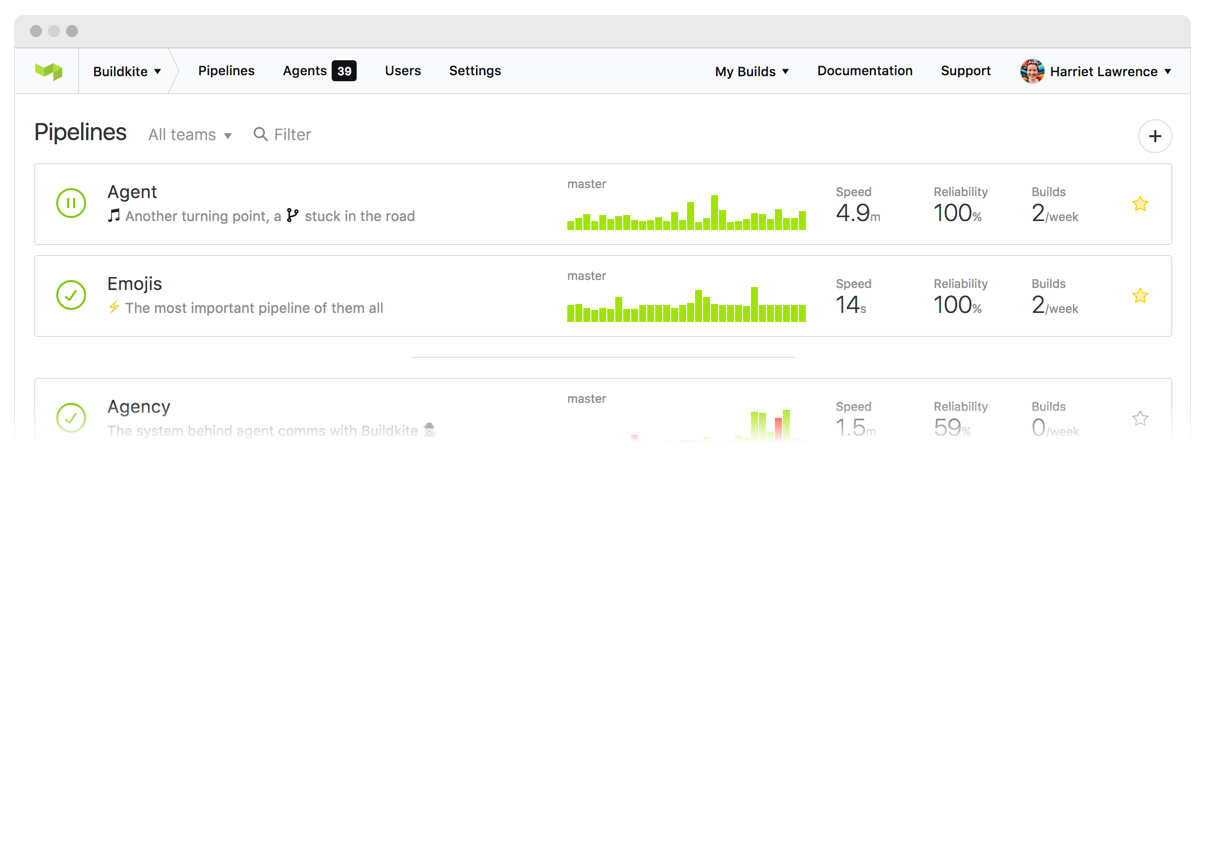 Buildkite Pipelines Agents 39 Users Settings My Builds Documentation Support Harriet Lawrence
Pipelines All teams Filter +
Agent
Another turning point, a stuck in the road
master
Speed
4.9m
Reliability
100%
Builds
2/week
Emojis
The most important pipeline of them all
master
Speed
14s
Reliability
100%
Builds
2/week
Agency
The system behind agent comms with Buildkite
master
Speed
1.5m
Reliability
59%
Builds
0/week